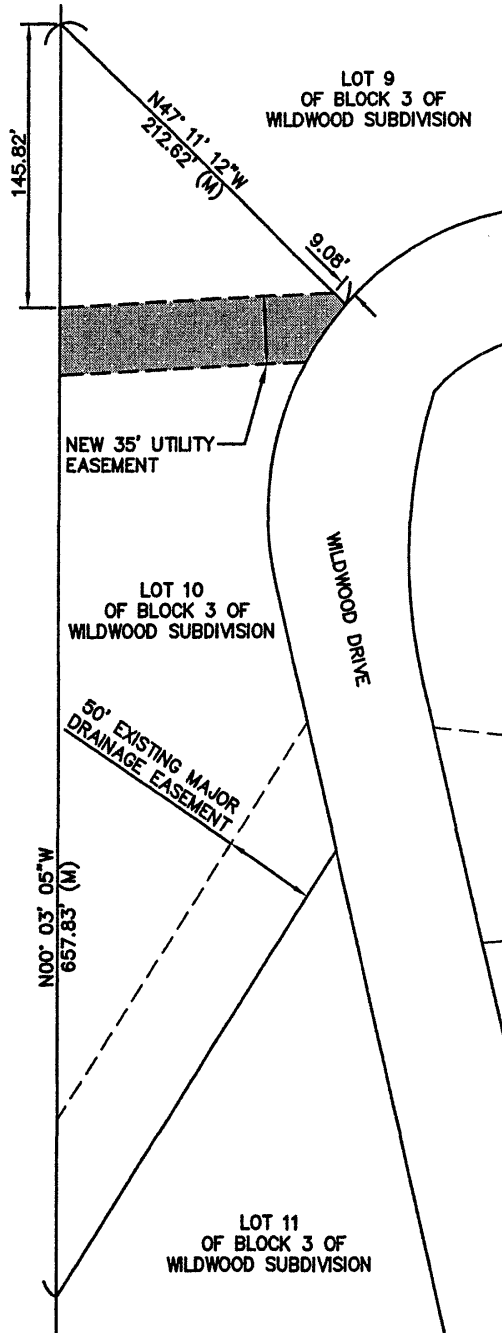 LOT 9
OF BLOCK 3 OF
WILDWOOD SUBDIVISION
N47° 11' 12"W
212.62' (M)
145.82'
9.08'
NEW 35' UTILITY
EASEMENT
WILDWOOD DRIVE
LOT 10
OF BLOCK 3 OF
WILDWOOD SUBDIVISION
50' EXISTING MAJOR
DRAINAGE EASEMENT
N00° 03' 05"W
657.83' (M)
LOT 11
OF BLOCK 3 OF
WILDWOOD SUBDIVISION